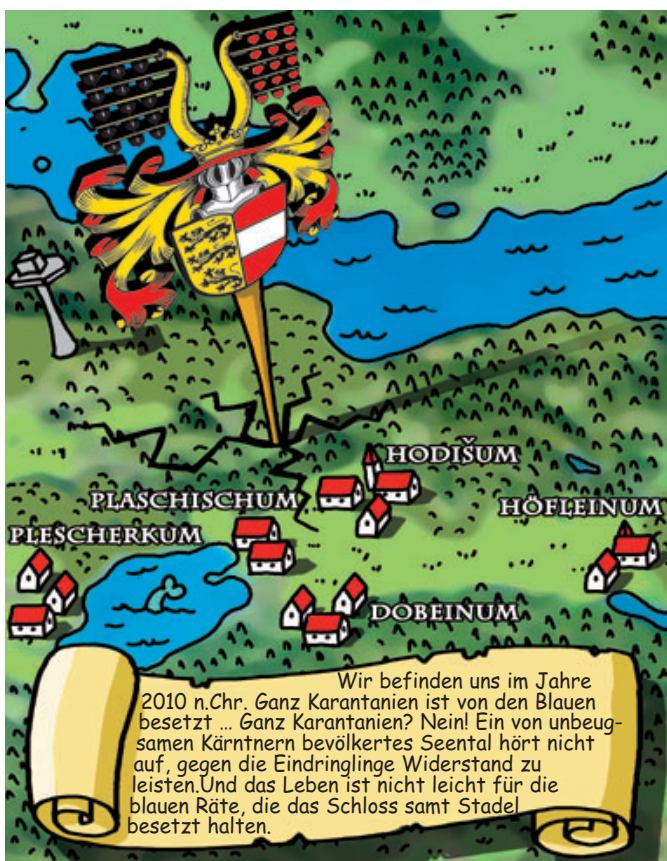 HODIŠUM
PLASCHISCHUM
HÖFLEINUM
PLESCHERKUM
DOBEINUM
Wir befinden uns im Jahre
2010 n.Chr. Ganz Karantanien ist von den Blauen
besetzt ... Ganz Karantanien? Nein! Ein von unbeug-
samen Kärntnern bevölkertes Seental hört nicht
auf, gegen die Eindringlinge Widerstand zu
leisten.Und das Leben ist nicht leicht für die
blauen Räte, die das Schloss samt Stadel
besetzt halten.